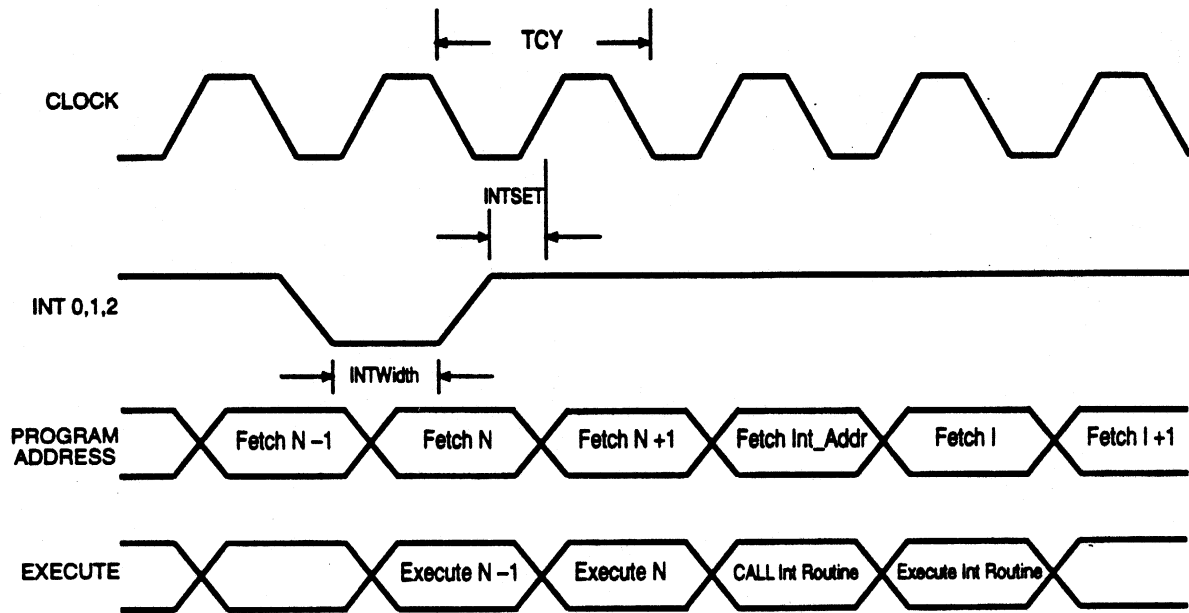 TCY
CLOCK
INTSET
INT 0,1,2
INTWidth
PROGRAM
ADDRESS
Fetch N –1
Fetch N
Fetch N +1
Fetch Int_Addr
Fetch I
Fetch I +1
EXECUTE
Execute N –1
Execute N
CALL Int Routine
Execute Int Routine